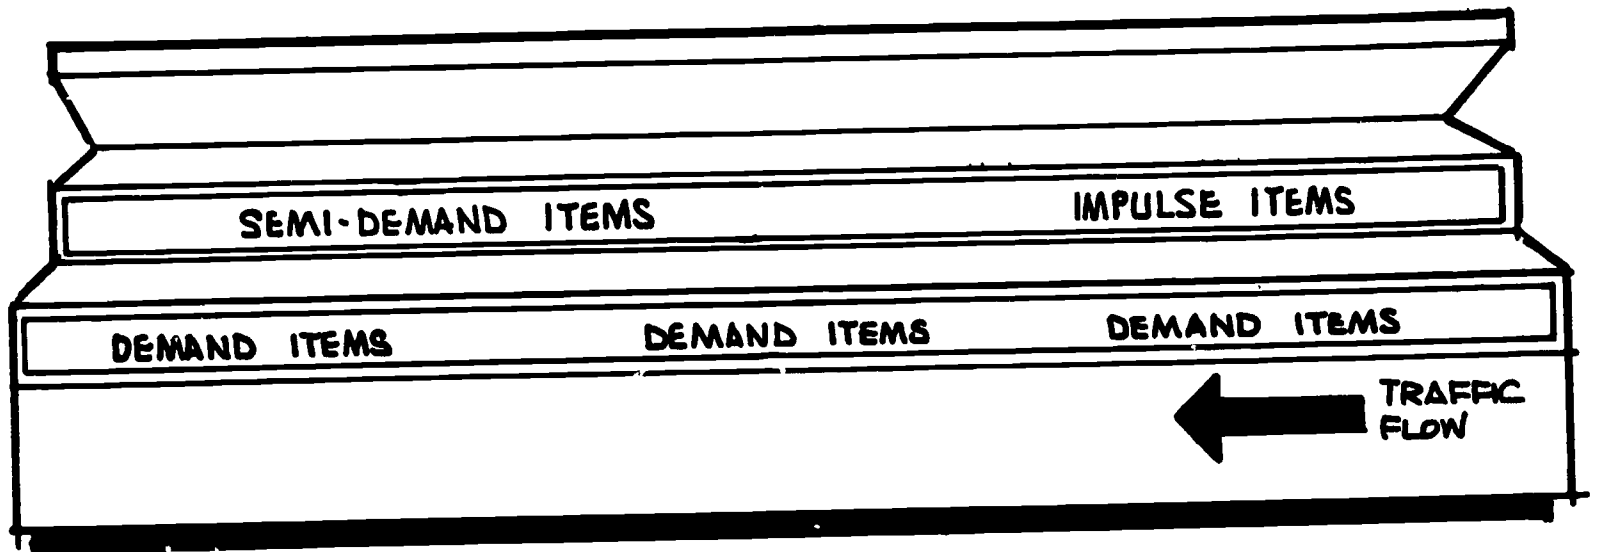 SEMI-DEMAND ITEMS IMPULSE ITEMS
DEMAND ITEMS DEMAND ITEMS DEMAND ITEMS
TRAFFIC
FLOW